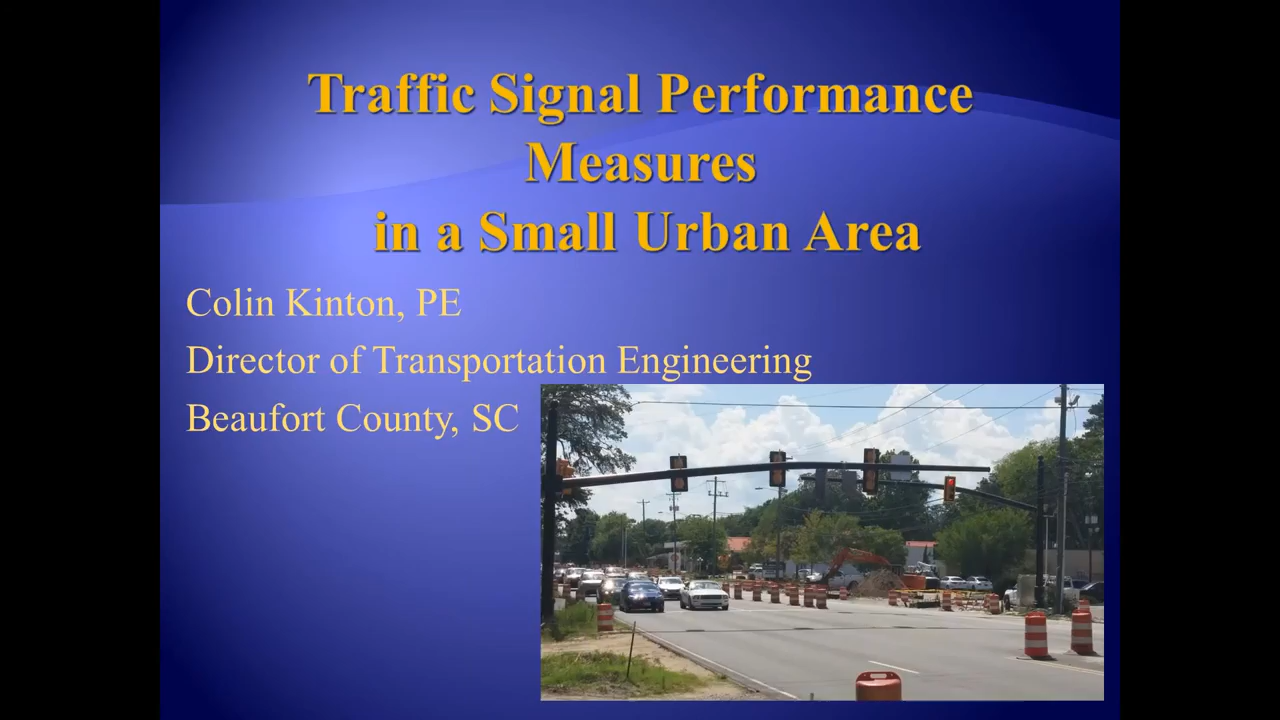 Traffic Signal Performance
Measures
in a Small Urban Area
Colin Kinton, PE
Director of Transportation Engineering
Beaufort County, SC